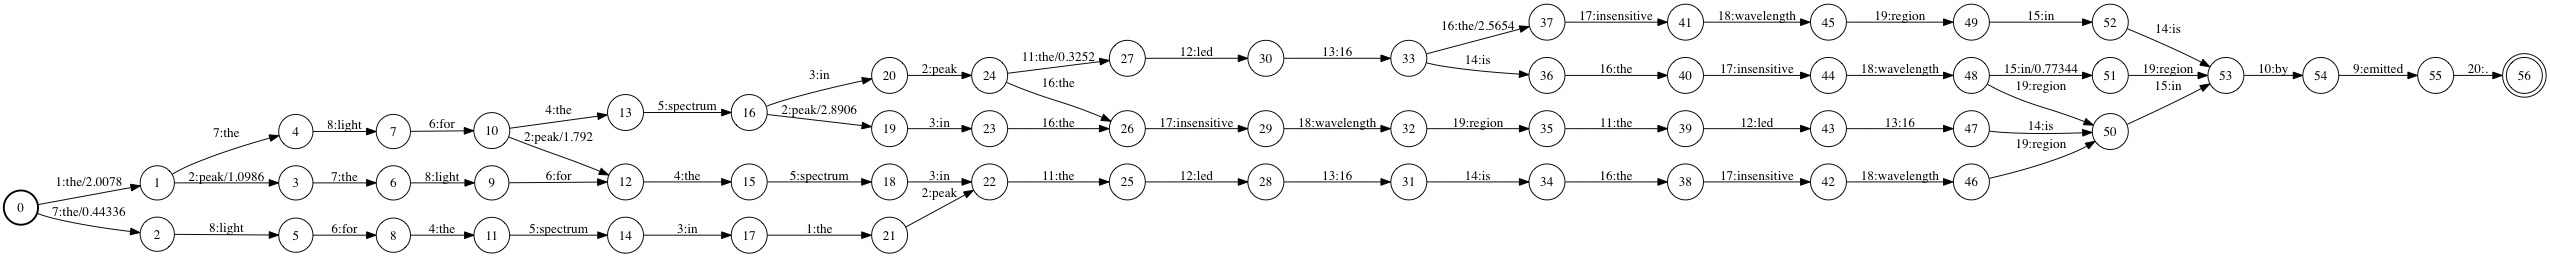 16:the/2.5654 37 17:insensitive 41 18:wavelength 45 19:region 49 15:in 52 14:is
3:in 20 2:peak 24 11:the/0.3252 27 12:led 30 13:16 33 14:is 36 16:the 40 17:insensitive 44 18:wavelength 48 15:in/0.77344 51 19:region 53 10:by 54 9:emitted 55 20:. 56
16:the 19:region 15:in
7:the 4 8:light 7 6:for 10 4:the 13 5:spectrum 16 2:peak/2.8906 19 3:in 23 16:the 26 17:insensitive 29 18:wavelength 32 19:region 35 11:the 39 12:led 43 13:16 47 14:is 50
2:peak/1.792 19:region
0 1:the/2.0078 1 2:peak/1.0986 3 7:the 6 8:light 9 6:for 12 4:the 15 5:spectrum 18 3:in 22 11:the 25 12:led 28 13:16 31 14:is 34 16:the 38 17:insensitive 42 18:wavelength 46
7:the/0.44336 2 8:light 5 6:for 8 4:the 11 5:spectrum 14 3:in 17 1:the 21 2:peak